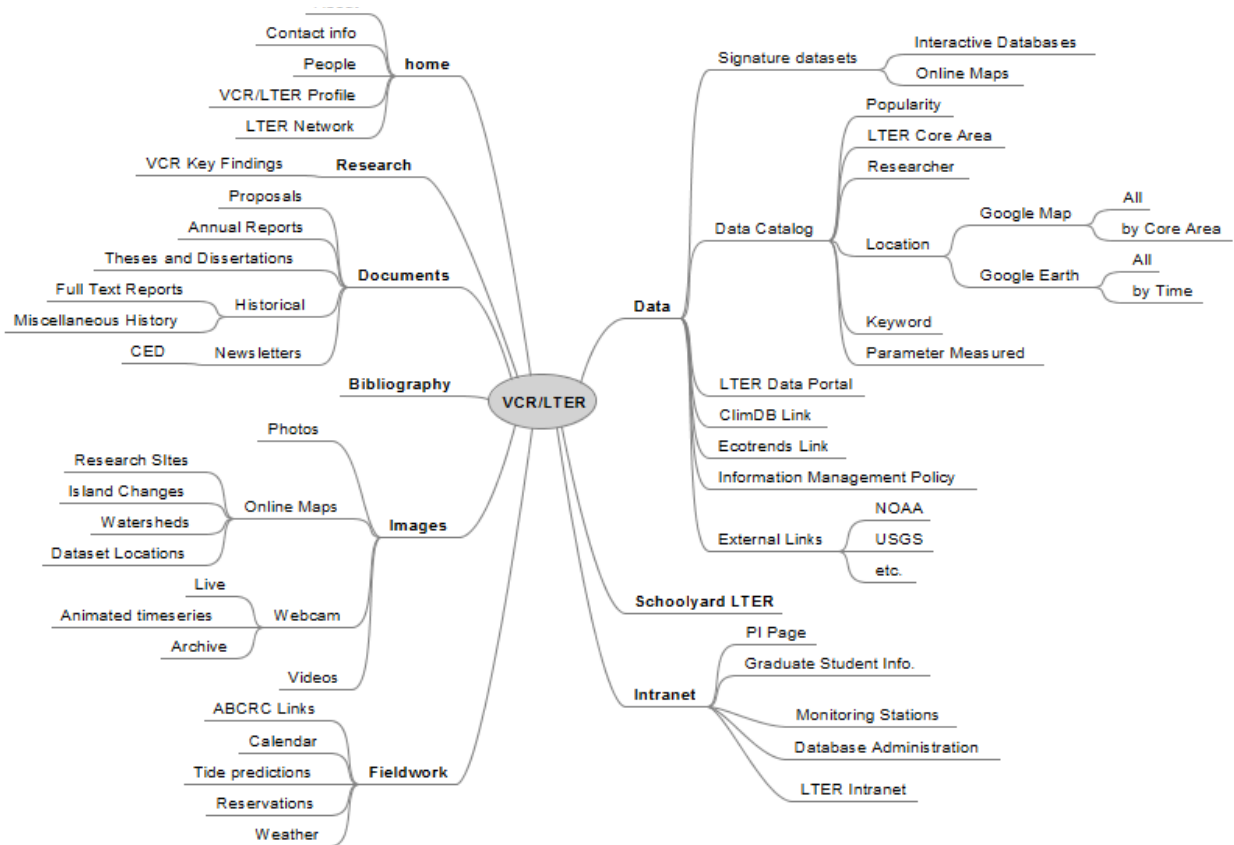 Contact info
People
home
VCR/LTER Profile
LTER Network
VCR Key Findings
Research
Proposals
Annual Reports
Theses and Dissertations
Documents
Full Text Reports
Historical
Miscellaneous History
CED
Newsletters
Bibliography
VCR/LTER
Photos
Research SItes
Island Changes
Online Maps
Watersheds
Dataset Locations
Images
Live
Animated timeseries
Webcam
Archive
Videos
ABCRC Links
Calendar
Tide predictions
Fieldwork
Reservations
Weather
Signature datasets
Interactive Databases
Online Maps
Popularity
LTER Core Area
Researcher
Data Catalog
Location
Google Map
All
by Core Area
Google Earth
All
by Time
Data
Keyword
Parameter Measured
LTER Data Portal
ClimDB Link
Ecotrends Link
Information Management Policy
External Links
NOAA
USGS
etc.
Schoolyard LTER
PI Page
Graduate Student Info.
Intranet
Monitoring Stations
Database Administration
LTER Intranet